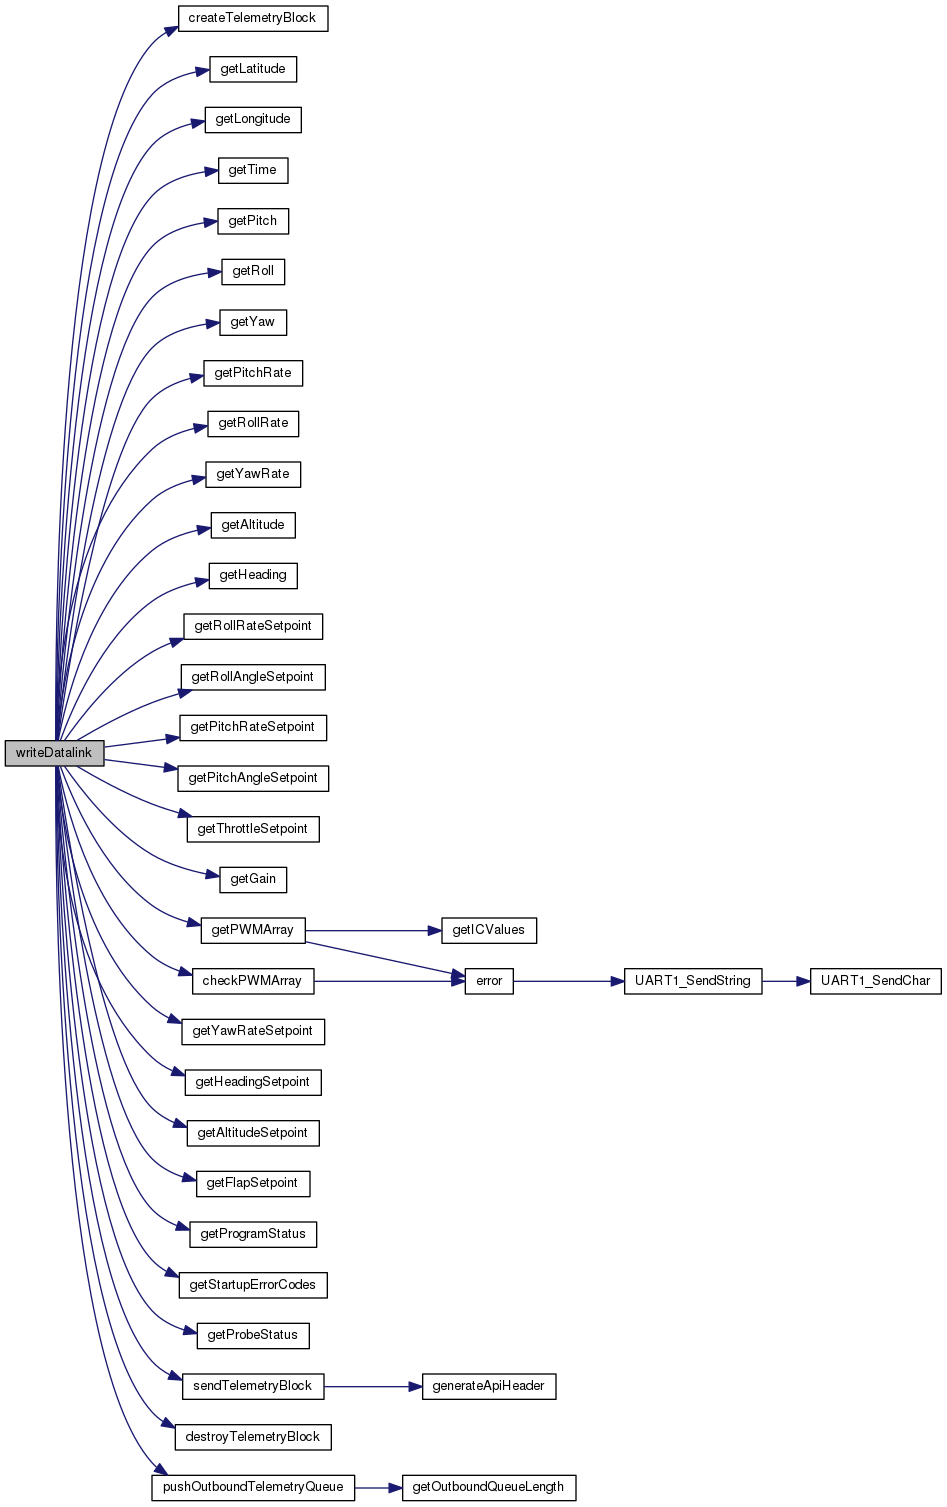 createTelemetryBlock
getLatitude
getLongitude
getTime
getPitch
getRoll
getYaw
getPitchRate
getRollRate
getYawRate
getAltitude
getHeading
getRollRateSetpoint
getRollAngleSetpoint
getPitchRateSetpoint
writeDatalink
getPitchAngleSetpoint
getThrottleSetpoint
getGain
getPWMArray
getICValues
checkPWMArray
error
UART1_SendString
UART1_SendChar
getYawRateSetpoint
getHeadingSetpoint
getAltitudeSetpoint
getFlapSetpoint
getProgramStatus
getStartupErrorCodes
getProbeStatus
sendTelemetryBlock
generateApiHeader
destroyTelemetryBlock
pushOutboundTelemetryQueue
getOutboundQueueLength